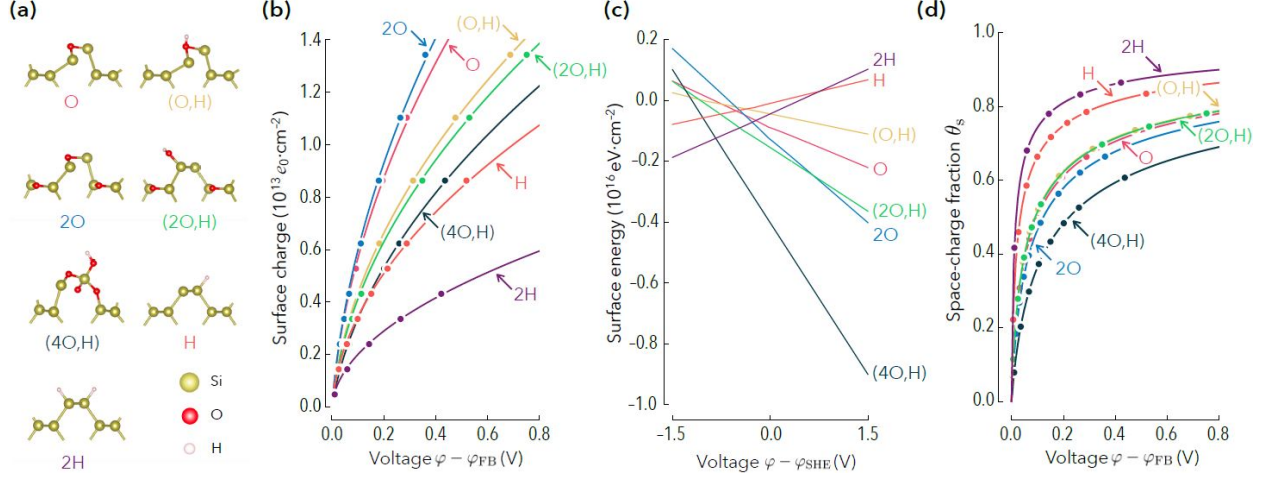 (a)
O
(O,H)
2O
(2O,H)
(4O,H)
H
2H
Si
O
H
(b)
Surface charge (10¹³ e₀·cm⁻²)
1.4
1.2
1.0
0.8
0.6
0.4
0.2
0.0
0.0 0.2 0.4 0.6 0.8
Voltage φ − φFB (V)
2O
O
(O,H)
(2O,H)
H
(4O,H)
2H
(c)
Surface energy (10¹⁶ eV·cm⁻²)
0.2
0.0
−0.2
−0.4
−0.6
−0.8
−1.0
−1.5 0.0 1.5
Voltage φ − φSHE (V)
2H
H
(O,H)
O
(2O,H)
2O
(4O,H)
(d)
Space-charge fraction θs
1.0
0.8
0.6
0.4
0.2
0.0
0.0 0.2 0.4 0.6 0.8
Voltage φ − φFB (V)
2H
H
(O,H)
(2O,H)
O
(4O,H)
2O